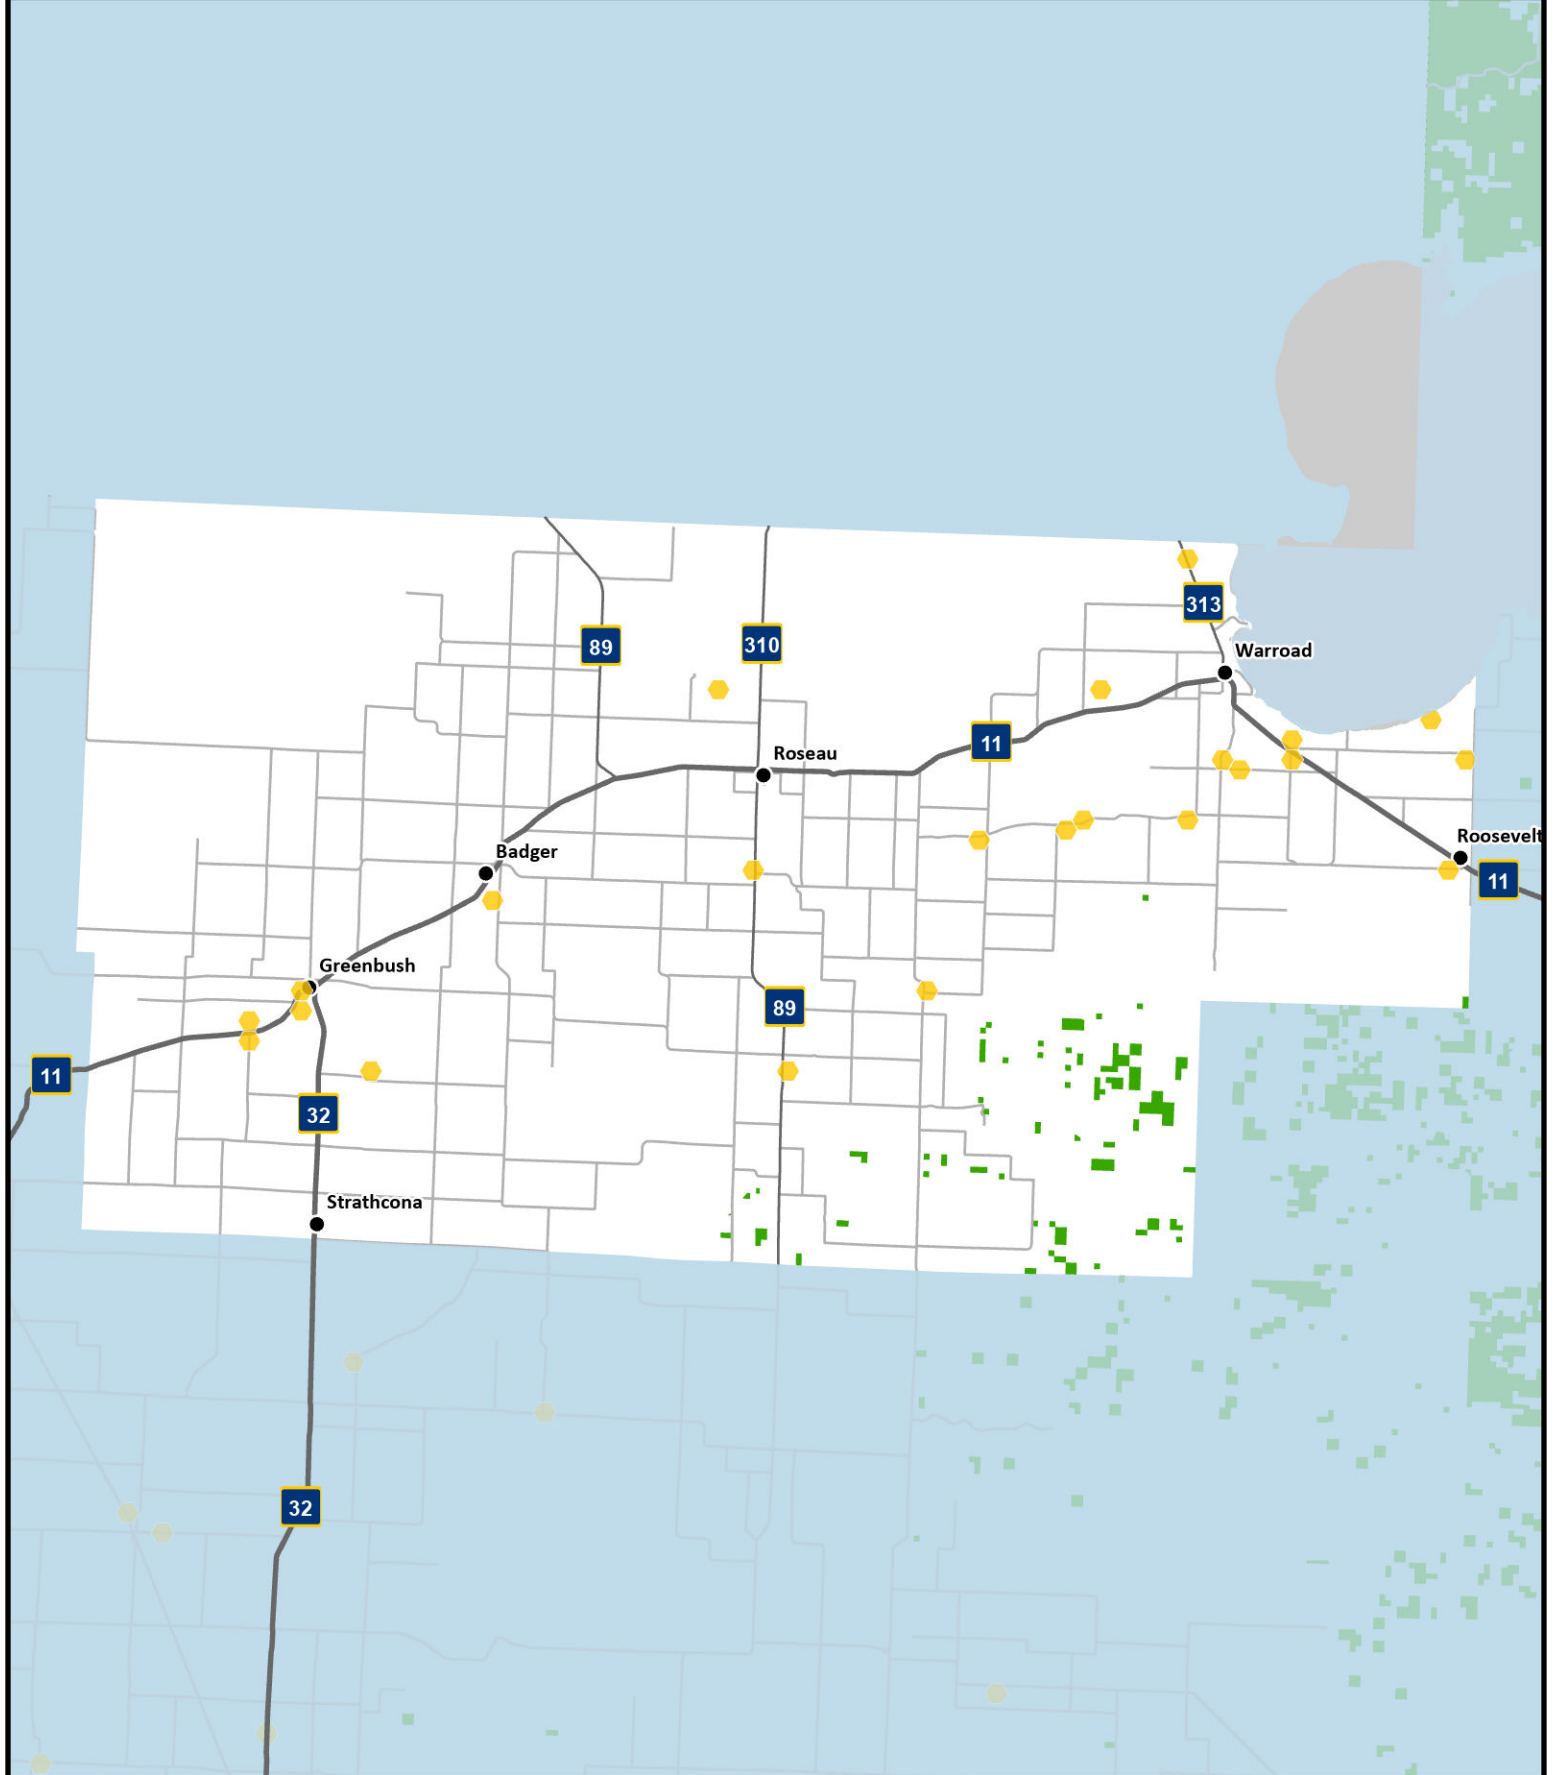 313
89
310
Warroad
11
Roseau
Roosevelt
Badger
11
Greenbush
89
11
32
Strathcona
32